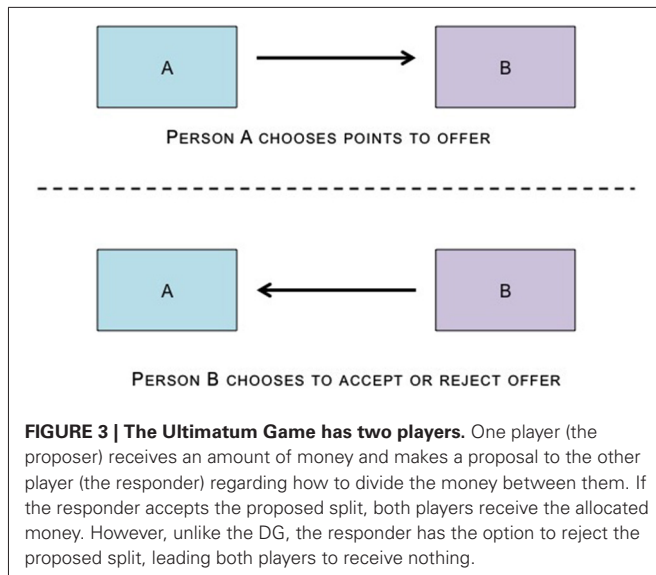 A
B
PERSON A CHOOSES POINTS TO OFFER
A
B
PERSON B CHOOSES TO ACCEPT OR REJECT OFFER
FIGURE 3 | The Ultimatum Game has two players. One player (the
proposer) receives an amount of money and makes a proposal to the other
player (the responder) regarding how to divide the money between them. If
the responder accepts the proposed split, both players receive the allocated
money. However, unlike the DG, the responder has the option to reject the
proposed split, leading both players to receive nothing.